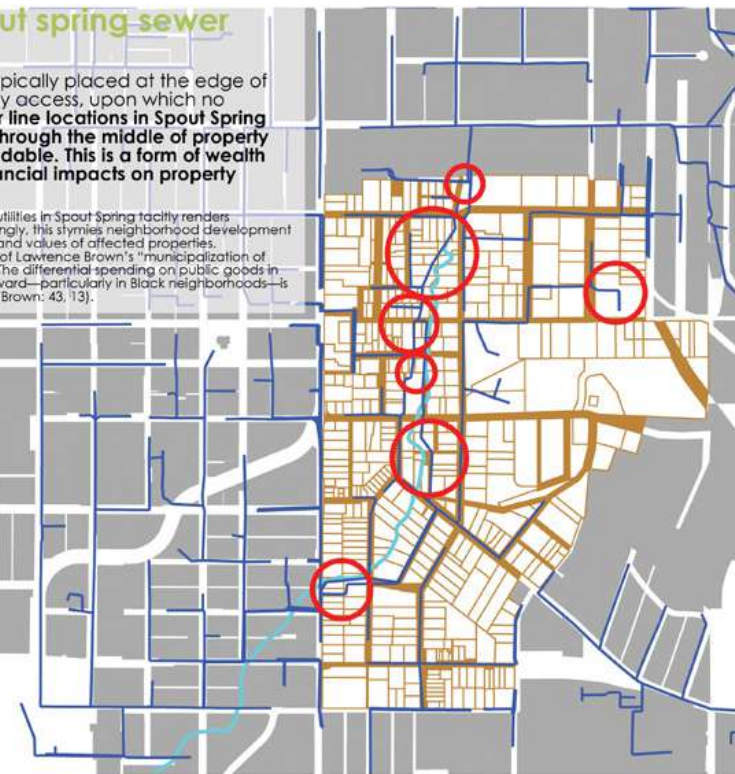 ut spring sewer
pically placed at the edge of
y access, upon which no
r line locations in Spout Spring
hrough the middle of property
dable. This is a form of wealth
ancial impacts on property
utilities in Spout Spring tacitly renders
ingly, this stymies neighborhood development
and values of affected properties.
of Lawrence Brown's "municipalization of
The differential spending on public goods in
ward—particularly in Black neighborhoods—is
(Brown: 43, 13).